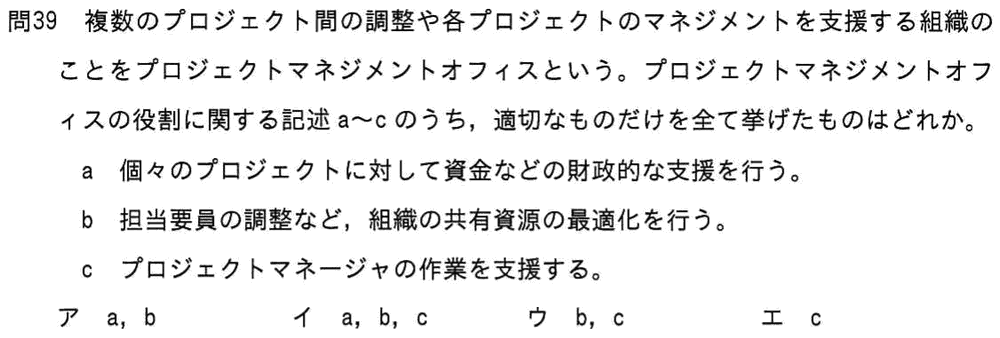 問39 複数のプロジェクト間の調整や各プロジェクトのマネジメントを支援する組織の
ことをプロジェクトマネジメントオフィスという。プロジェクトマネジメントオフ
ィスの役割に関する記述 a～c のうち，適切なものだけを全て挙げたものはどれか。
a 個々のプロジェクトに対して資金などの財政的な支援を行う。
b 担当要員の調整など，組織の共有資源の最適化を行う。
c プロジェクトマネージャの作業を支援する。
ア a，b イ a，b，c ウ b，c エ c